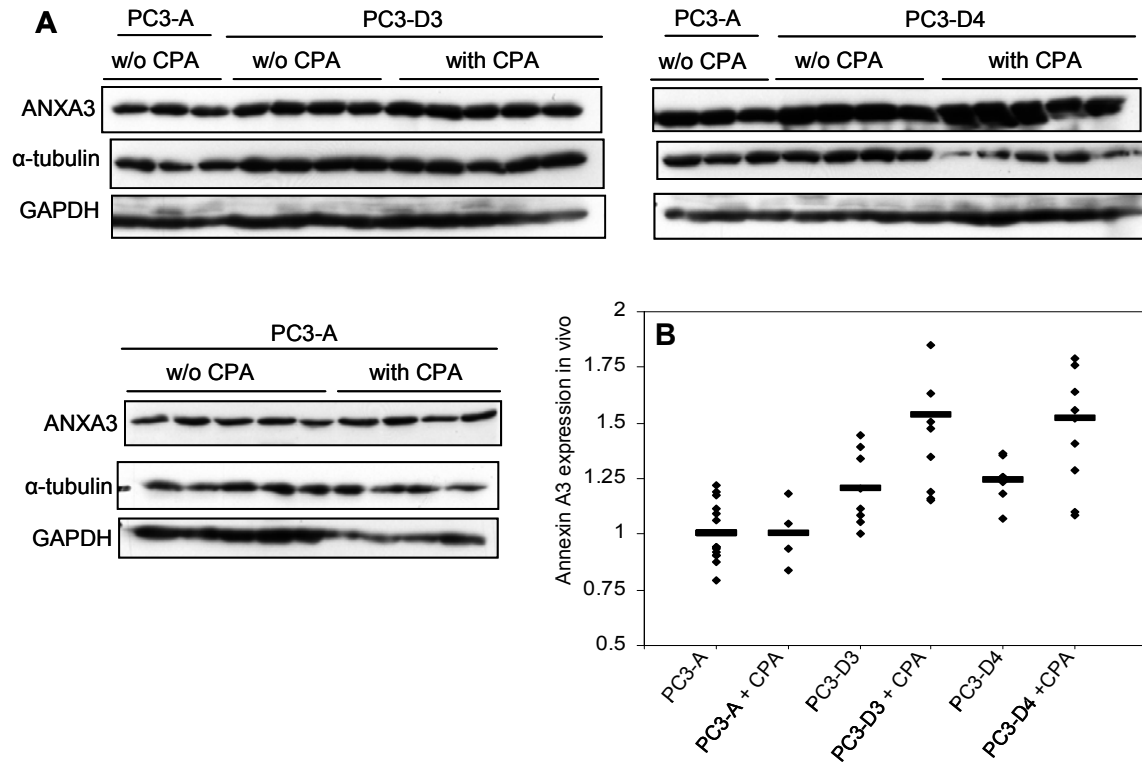 A
PC3-A PC3-D3
w/o CPA w/o CPA with CPA
ANXA3
α-tubulin
GAPDH
PC3-A PC3-D4
w/o CPA w/o CPA with CPA
PC3-A
w/o CPA with CPA
ANXA3
α-tubulin
GAPDH
B
Annexin A3 expression in vivo
2
1.75
1.5
1.25
1
0.75
0.5
PC3-A
PC3-A + CPA
PC3-D3
PC3-D3 + CPA
PC3-D4
PC3-D4 +CPA